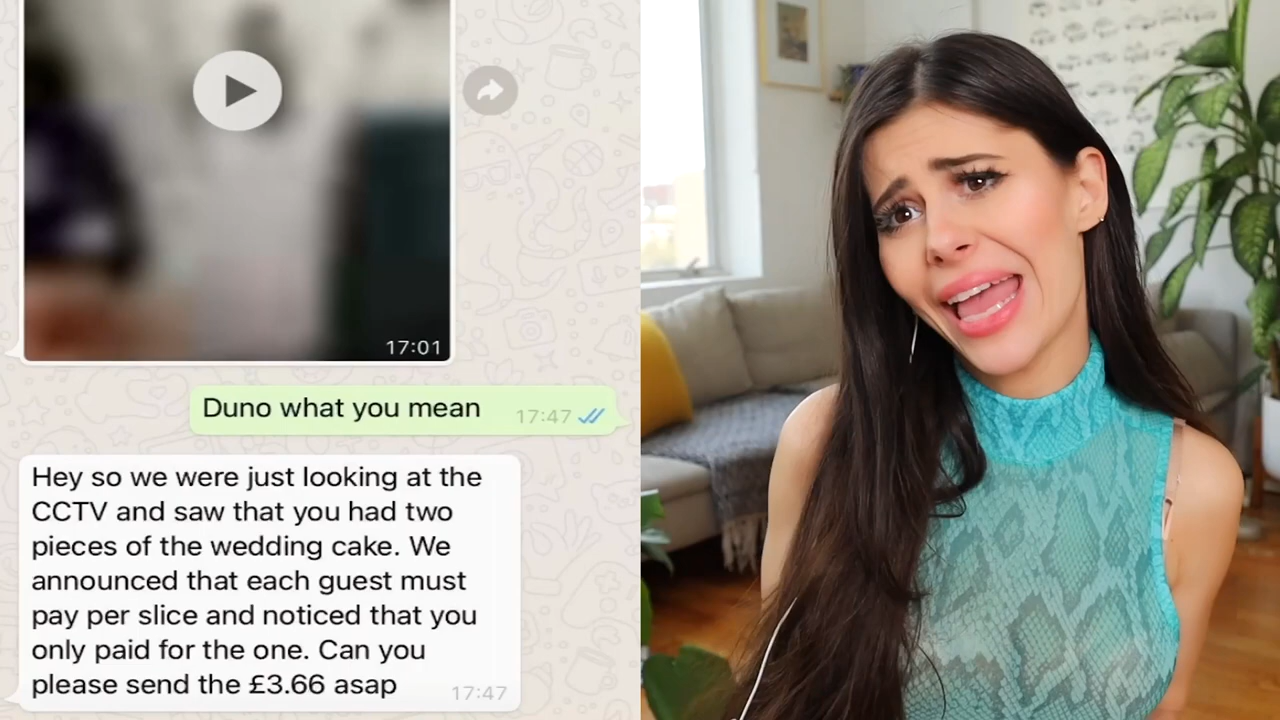 17:01
Duno what you mean 17:47
Hey so we were just looking at the
CCTV and saw that you had two
pieces of the wedding cake. We
announced that each guest must
pay per slice and noticed that you
only paid for the one. Can you
please send the £3.66 asap 17:47